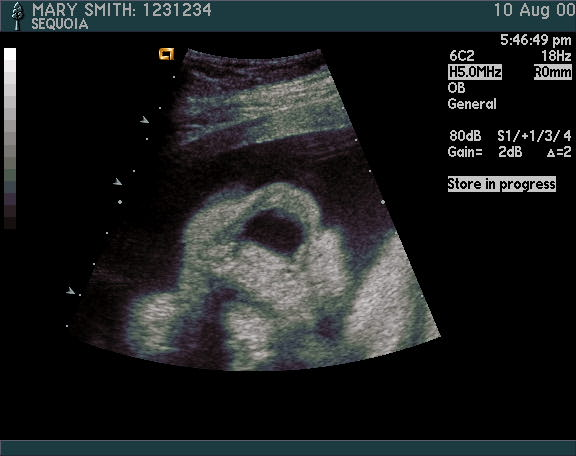 MARY SMITH: 1231234 10 Aug 00
SEQUOIA
5:46:49 pm
6C2 18Hz
H5.0MHz R0mm
OB
General
80dB S1/+1/3/4
Gain= 2dB Δ=2
Store in progress